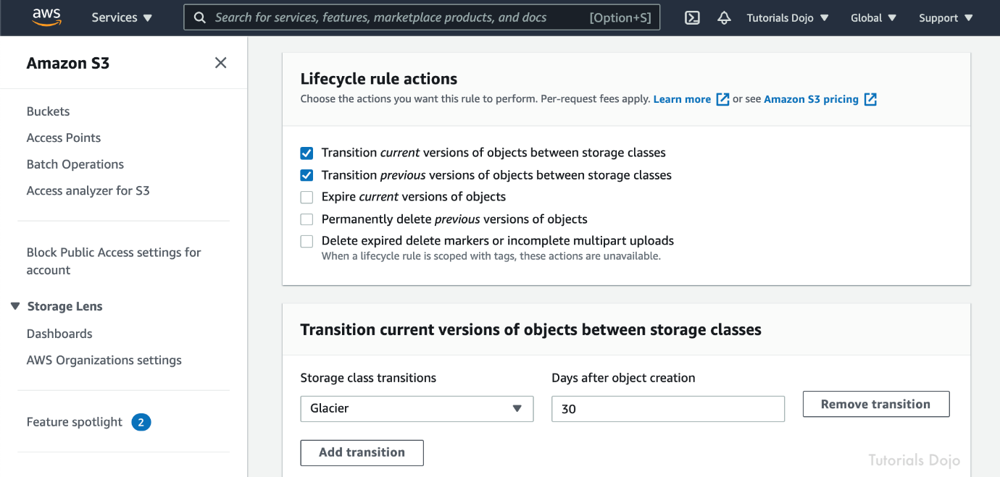 aws
Services
Search for services, features, marketplace products, and docs
[Option+S]
Tutorials Dojo
Global
Support
Amazon S3
Buckets
Access Points
Batch Operations
Access analyzer for S3
Block Public Access settings for
account
Storage Lens
Dashboards
AWS Organizations settings
Feature spotlight 2
Lifecycle rule actions
Choose the actions you want this rule to perform. Per-request fees apply. Learn more or see Amazon S3 pricing
Transition current versions of objects between storage classes
Transition previous versions of objects between storage classes
Expire current versions of objects
Permanently delete previous versions of objects
Delete expired delete markers or incomplete multipart uploads
When a lifecycle rule is scoped with tags, these actions are unavailable.
Transition current versions of objects between storage classes
Storage class transitions
Days after object creation
Glacier
30
Remove transition
Add transition
Tutorials Dojo